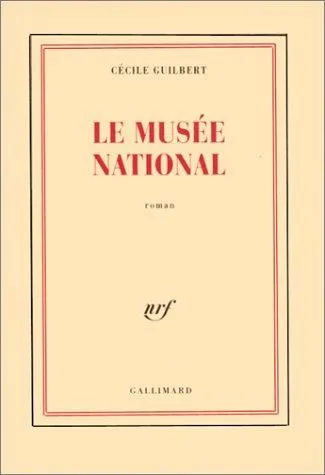 CÉCILE GUILBERT
LE MUSÉE
NATIONAL
roman
nrf
GALLIMARD